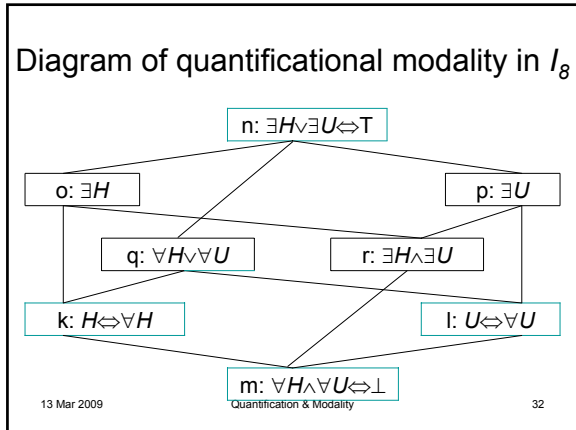 Diagram of quantificational modality in I₈
n: ∃H∨∃U⇔T
o: ∃H
p: ∃U
q: ∀H∨∀U
r: ∃H∧∃U
k: H⇔∀H
l: U⇔∀U
m: ∀H∧∀U⇔⊥
13 Mar 2009
Quantification & Modality
32